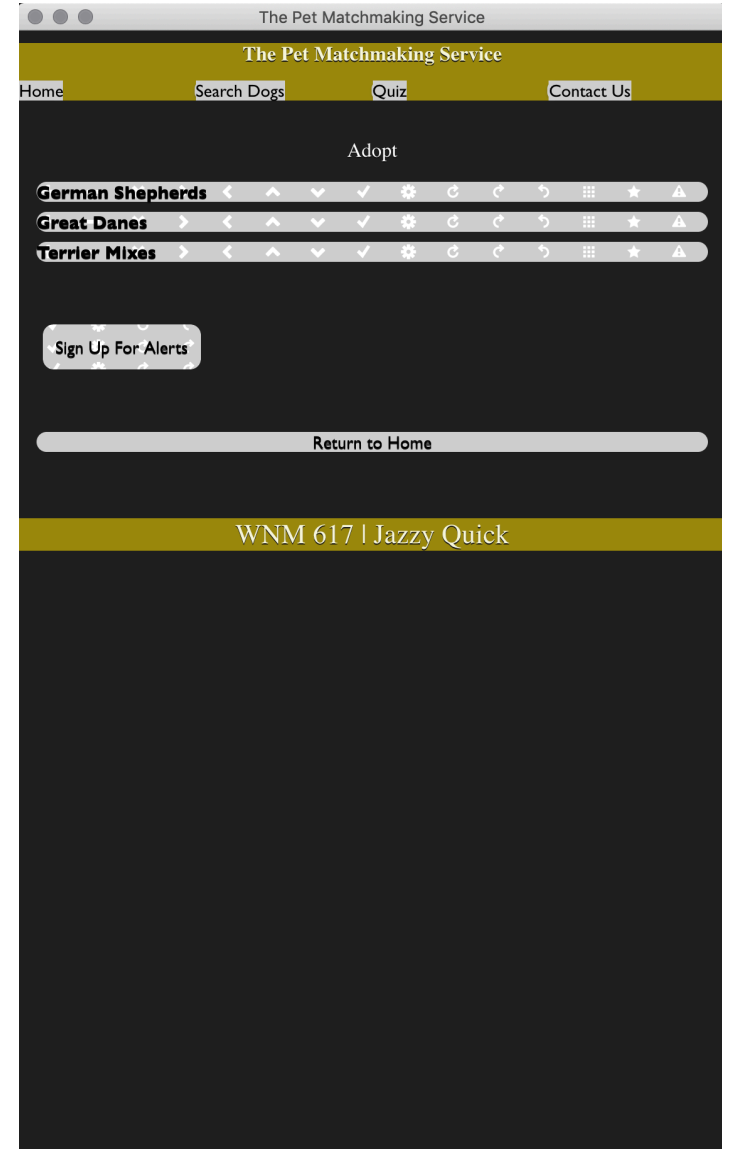 The Pet Matchmaking Service
The Pet Matchmaking Service
Home Search Dogs Quiz Contact Us
Adopt
German Shepherds
Great Danes
Terrier Mixes
Sign Up For Alerts
Return to Home
WNM 617 | Jazzy Quick